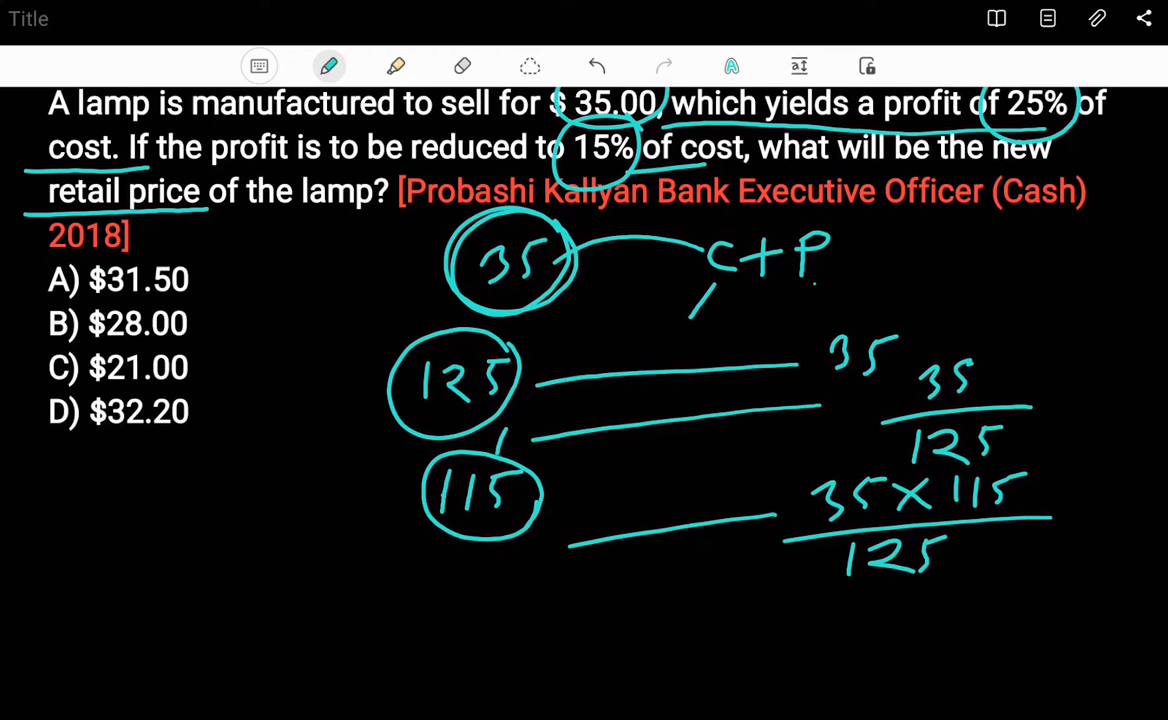 Title
A lamp is manufactured to sell for $ 35.00, which yields a profit of 25% of
cost. If the profit is to be reduced to 15% of cost, what will be the new
retail price of the lamp? [Probashi Kallyan Bank Executive Officer (Cash)
2018]
A) $31.50
B) $28.00
C) $21.00
D) $32.20
35 C + P
125 35
1 35/125
115 35 X 115/125